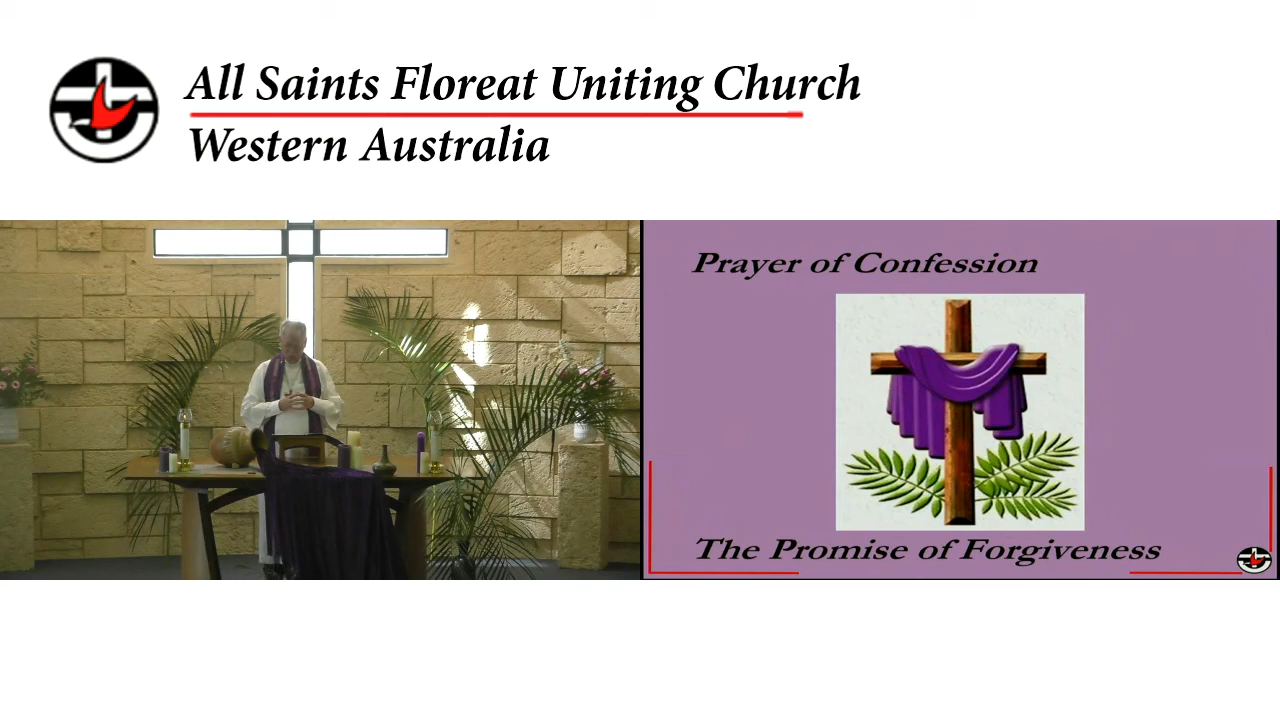 All Saints Floreat Uniting Church
Western Australia
Prayer of Confession
The Promise of Forgiveness